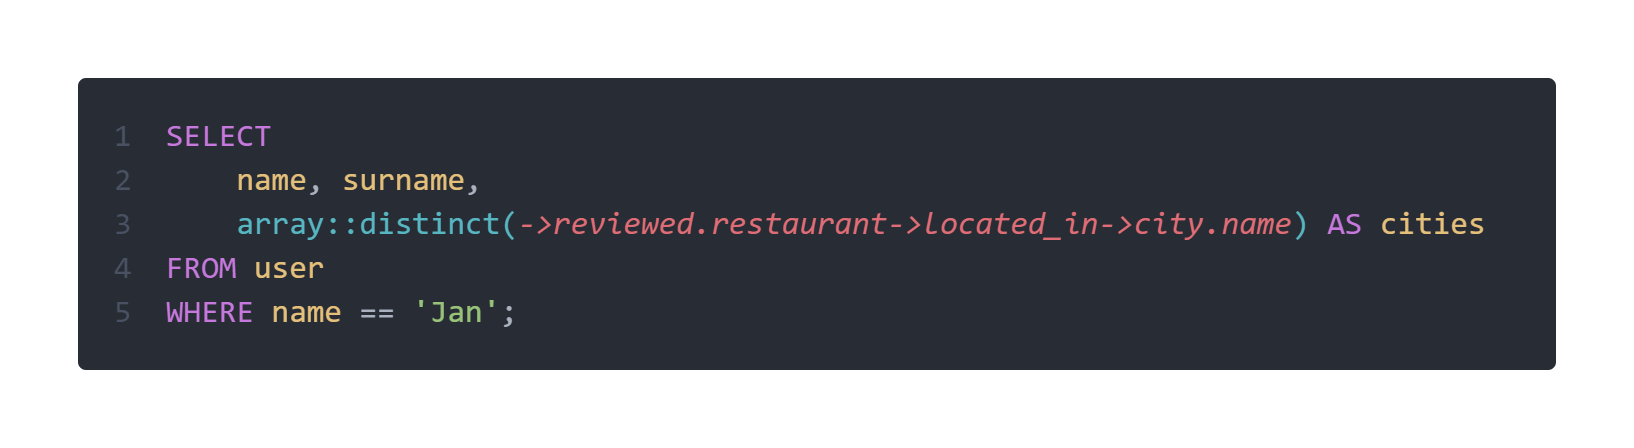 1 SELECT
2     name, surname,
3     array::distinct(->reviewed.restaurant->located_in->city.name) AS cities
4 FROM user
5 WHERE name == 'Jan';